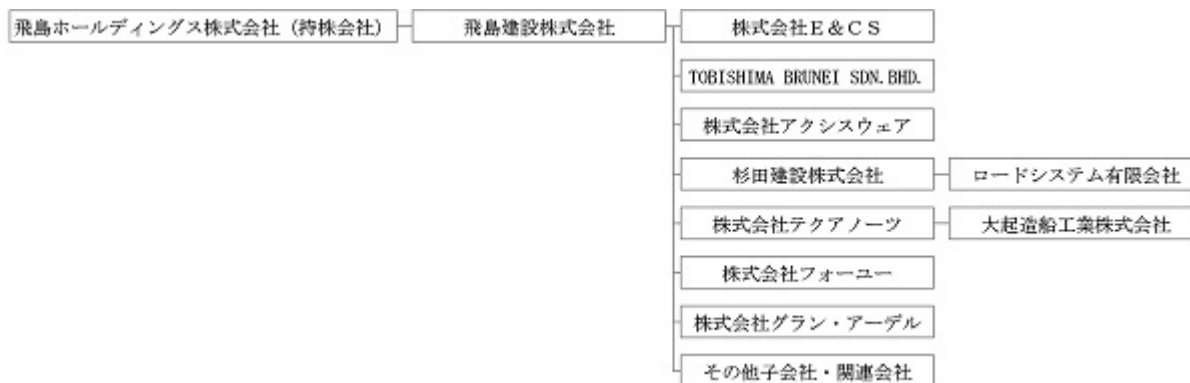 飛島ホールディングス株式会社（持株会社）
飛島建設株式会社
株式会社Ｅ＆ＣＳ
TOBISHIMA BRUNEI SDN.BHD.
株式会社アクシスウェア
杉田建設株式会社
ロードシステム有限会社
株式会社テクアノーツ
大起造船工業株式会社
株式会社フォーユー
株式会社グラン・アーデル
その他子会社・関連会社